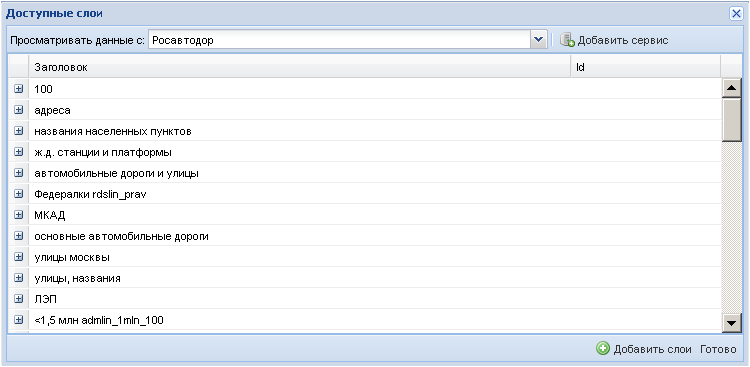 Доступные слои
Просматривать данные с: Росавтодор Добавить сервис
Заголовок Id
100
адреса
названия населенных пунктов
ж.д. станции и платформы
автомобильные дороги и улицы
Федералки rdslin_prav
МКАД
основные автомобильные дороги
улицы москвы
улицы, названия
ЛЭП
<1,5 млн admlin_1mln_100
Добавить слои Готово